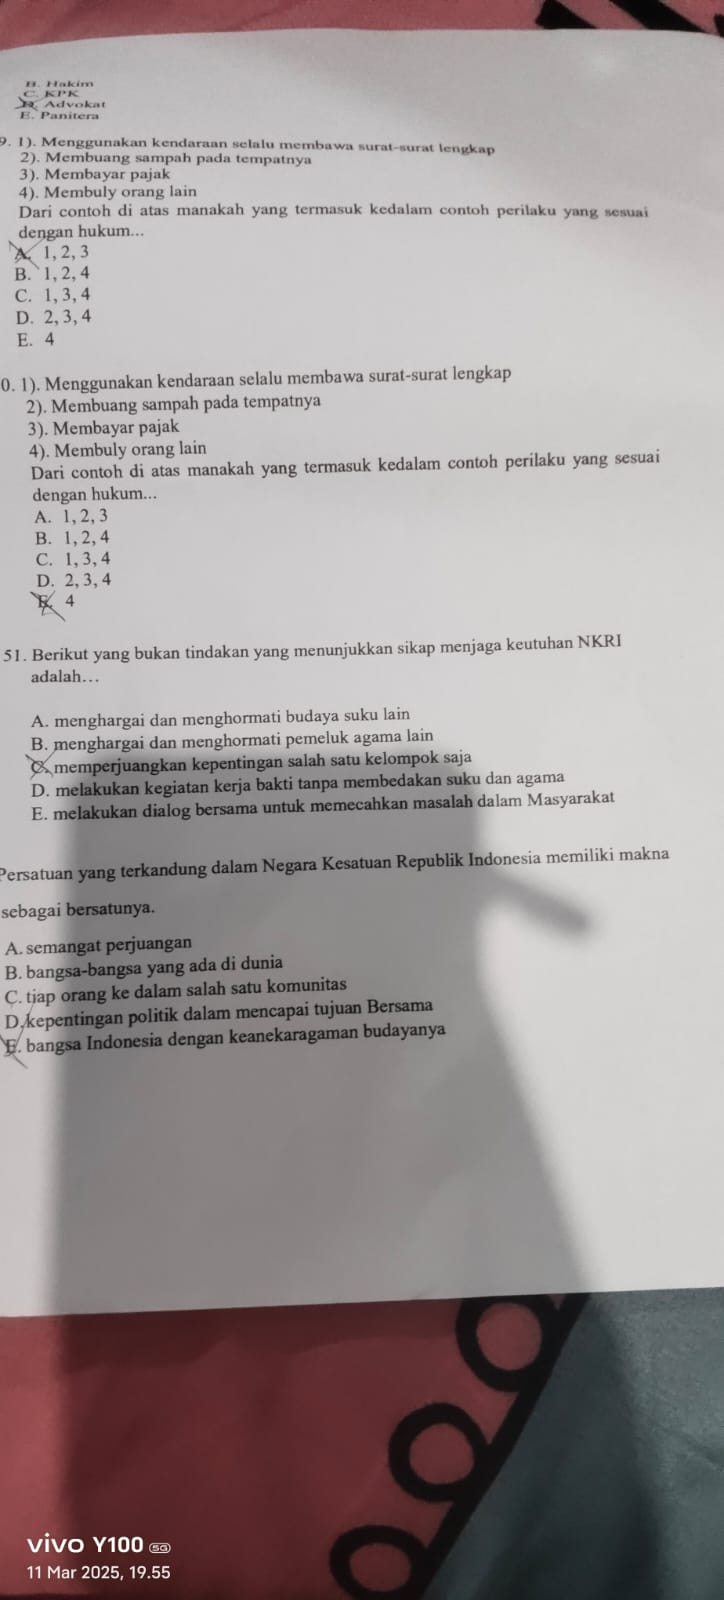 B. Hakim
C. KPK
D. Advokat
E. Panitera
9. 1). Menggunakan kendaraan selalu membawa surat-surat lengkap
2). Membuang sampah pada tempatnya
3). Membayar pajak
4). Membuly orang lain
Dari contoh di atas manakah yang termasuk kedalam contoh perilaku yang sesuai
dengan hukum...
A. 1, 2, 3
B. 1, 2, 4
C. 1, 3, 4
D. 2, 3, 4
E. 4
0. 1). Menggunakan kendaraan selalu membawa surat-surat lengkap
2). Membuang sampah pada tempatnya
3). Membayar pajak
4). Membuly orang lain
Dari contoh di atas manakah yang termasuk kedalam contoh perilaku yang sesuai
dengan hukum...
A. 1, 2, 3
B. 1, 2, 4
C. 1, 3, 4
D. 2, 3, 4
E. 4
51. Berikut yang bukan tindakan yang menunjukkan sikap menjaga keutuhan NKRI
adalah...
A. menghargai dan menghormati budaya suku lain
B. menghargai dan menghormati pemeluk agama lain
C. memperjuangkan kepentingan salah satu kelompok saja
D. melakukan kegiatan kerja bakti tanpa membedakan suku dan agama
E. melakukan dialog bersama untuk memecahkan masalah dalam Masyarakat
Persatuan yang terkandung dalam Negara Kesatuan Republik Indonesia memiliki makna
sebagai bersatunya.
A. semangat perjuangan
B. bangsa-bangsa yang ada di dunia
C. tiap orang ke dalam salah satu komunitas
D. kepentingan politik dalam mencapai tujuan Bersama
E. bangsa Indonesia dengan keanekaragaman budayanya
vivo Y100 5G
11 Mar 2025, 19.55